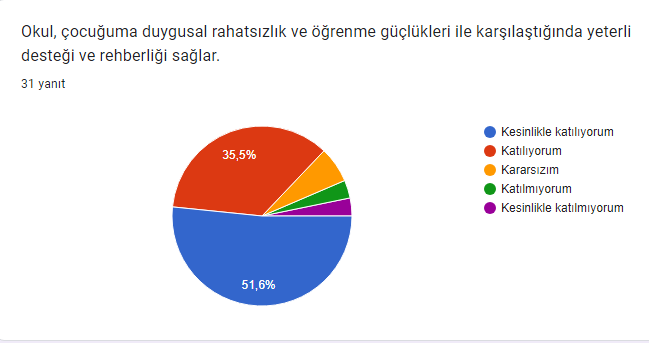 Okul, çocuğuma duygusal rahatsızlık ve öğrenme güçlükleri ile karşılaştığında yeterli
desteği ve rehberliği sağlar.
31 yanıt
35,5%
51,6%
Kesinlikle katılıyorum
Katılıyorum
Kararsızım
Katılmıyorum
Kesinlikle katılmıyorum